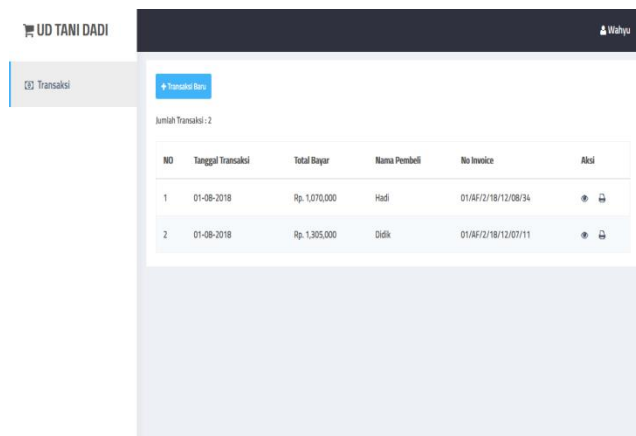 UD TANI DADI
Wahyu
Transaksi
+ Transaksi Baru
Jumlah Transaksi : 2
NO Tanggal Transaksi Total Bayar Nama Pembeli No Invoice Aksi
1 01-08-2018 Rp. 1,070,000 Hadi 01/AF/2/18/12/08/34
2 01-08-2018 Rp. 1,305,000 Didik 01/AF/2/18/12/07/11